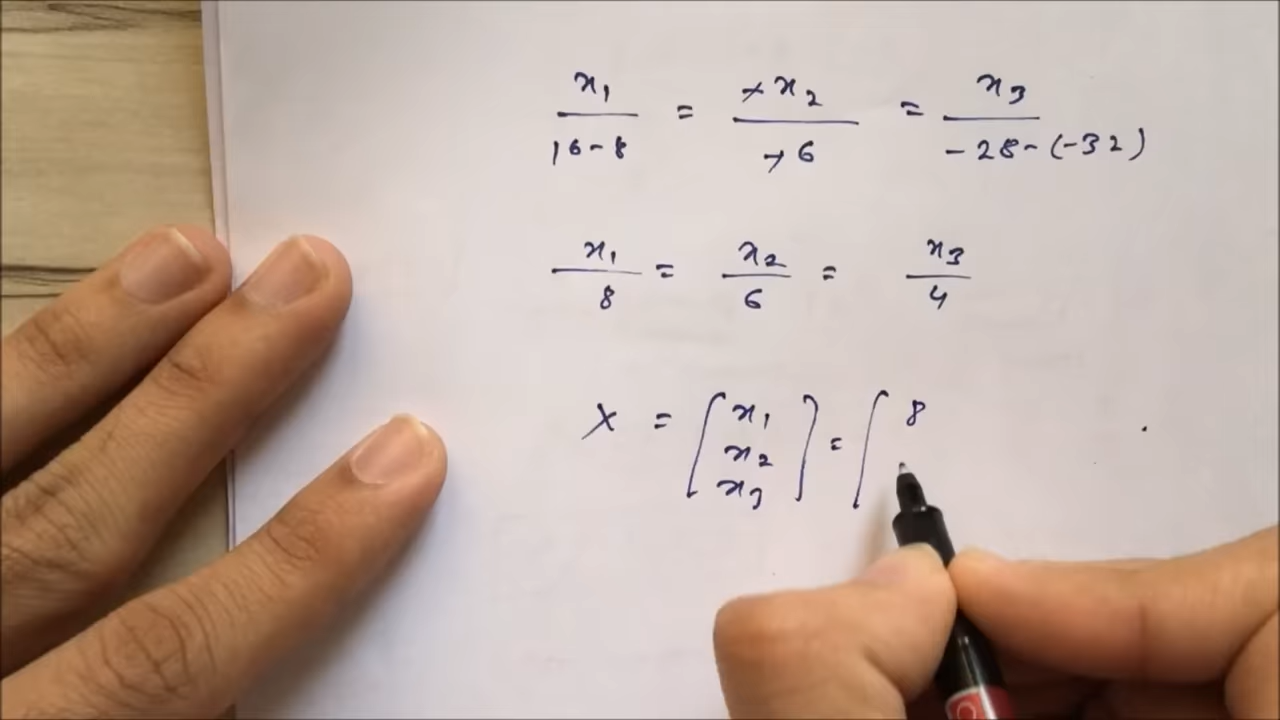 x₁ / 16-8 = +x₂ / +6 = x₃ / -28-(-32)
x₁ / 8 = x₂ / 6 = x₃ / 4
X = [ x₁ x₂ x₃ ] = [ 8